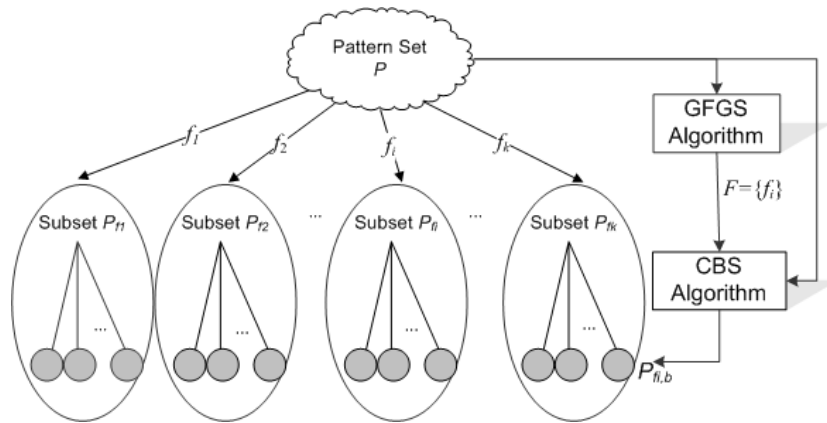 Pattern Set
P
GFGS
Algorithm
f1
f2
fi
fk
F={fi}
Subset Pf1
Subset Pf2
...
Subset Pfi
...
Subset Pfk
CBS
Algorithm
...
...
...
...
Pfi,b